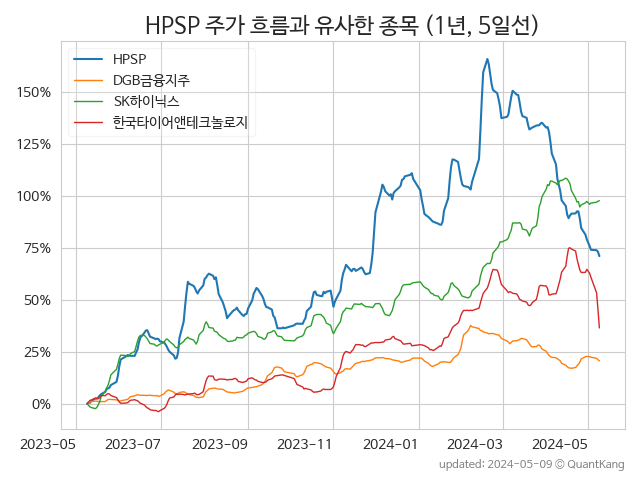 HPSP 주가 흐름과 유사한 종목 (1년, 5일선)
HPSP
DGB금융지주
SK하이닉스
한국타이어앤테크놀로지
150%
125%
100%
75%
50%
25%
0%
2023-05 2023-07 2023-09 2023-11 2024-01 2024-03 2024-05
updated: 2024-05-09 © QuantKang